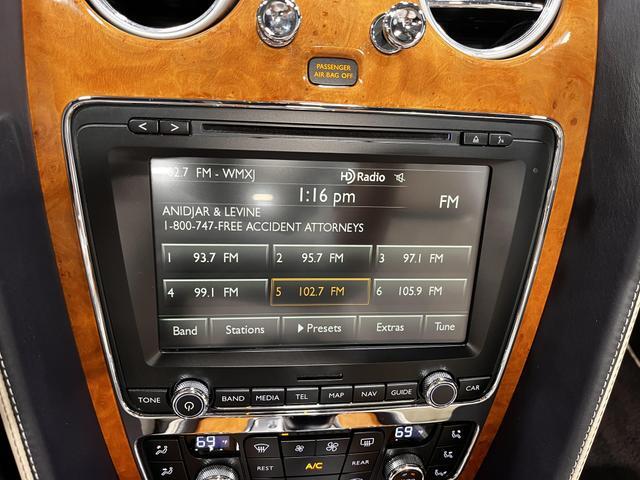 PASSENGER
AIR BAG OFF
02.7 FM - WMXJ HD Radio
1:16 pm
FM
ANIDJAR & LEVINE
1-800-747-FREE ACCIDENT ATTORNEYS
1 93.7 FM 2 95.7 FM 3 97.1 FM
4 99.1 FM 5 102.7 FM 6 105.9 FM
Band Stations Presets Extras Tune
TONE BAND MEDIA TEL MAP NAV GUIDE CAR
69 69
REST A/C REAR